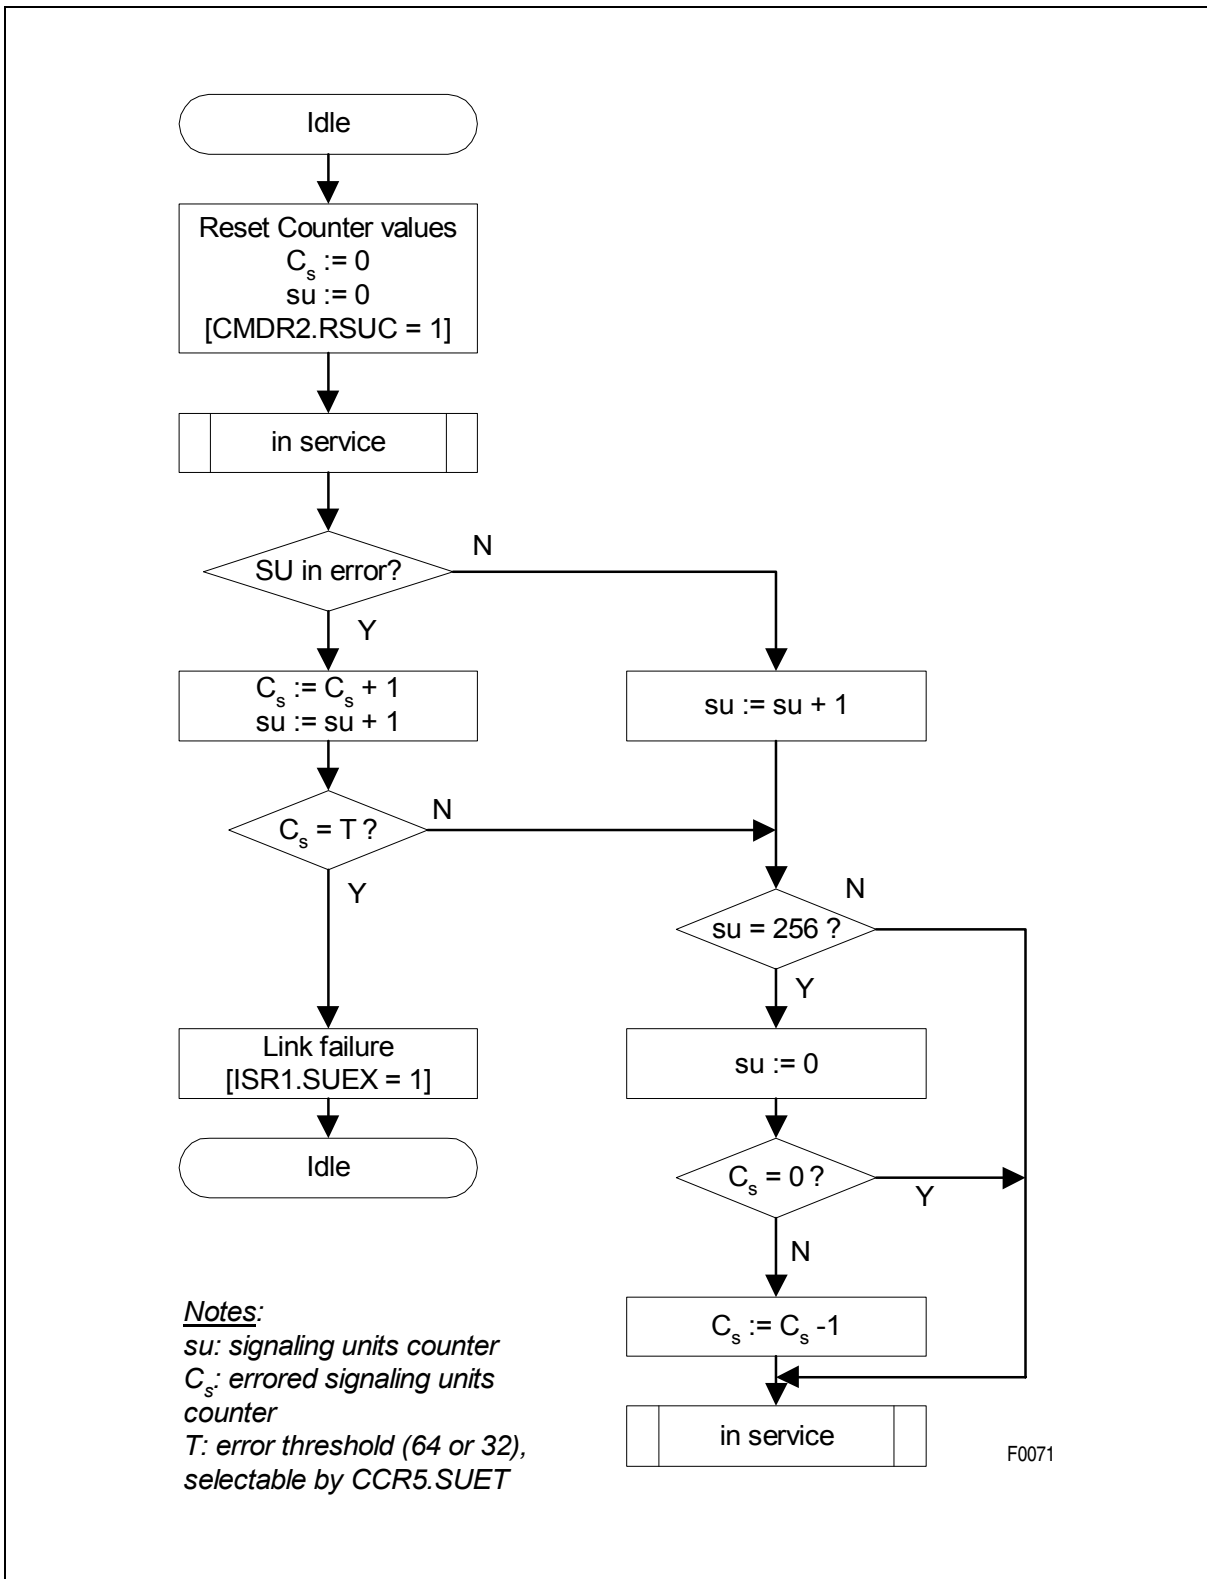 Idle
Reset Counter values
Cs := 0
su := 0
[CMDR2.RSUC = 1]
in service
SU in error?
N
Y
Cs := Cs + 1
su := su + 1
su := su + 1
Cs = T ?
N
Y
su = 256 ?
N
Y
Link failure
[ISR1.SUEX = 1]
su := 0
Idle
Cs = 0 ?
Y
N
Cs := Cs -1
in service
Notes:
su: signaling units counter
Cs: errored signaling units
counter
T: error threshold (64 or 32),
selectable by CCR5.SUET
F0071